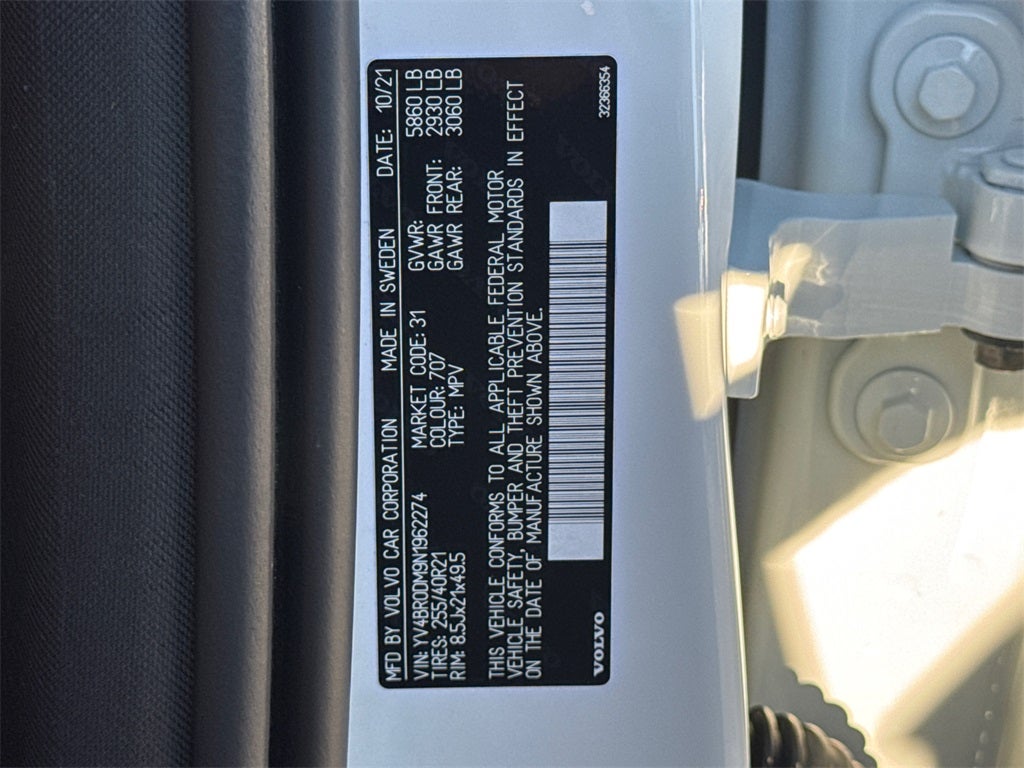 MFD BY VOLVO CAR CORPORATION MADE IN SWEDEN DATE: 10/21
VIN: YV4BR0DM9N1962274 MARKET CODE: 31 GVWR: 5860 LB
TIRES: 255/40R21 COLOUR: 707 GAWR FRONT: 2930 LB
RIM: 8.5Jx21x49.5 TYPE: MPV GAWR REAR: 3060 LB
THIS VEHICLE CONFORMS TO ALL APPLICABLE FEDERAL MOTOR
VEHICLE SAFETY, BUMPER AND THEFT PREVENTION STANDARDS IN EFFECT
ON THE DATE OF MANUFACTURE SHOWN ABOVE.
VOLVO 32366354